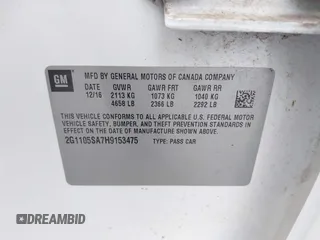 GM
MFD BY GENERAL MOTORS OF CANADA COMPANY
DATE GVWR GAWR FRT GAWR RR
12/16 2113 KG 1073 KG 1040 KG
4658 LB 2366 LB 2292 LB
THIS VEHICLE CONFORMS TO ALL APPLICABLE U.S. FEDERAL MOTOR
VEHICLE SAFETY, BUMPER, AND THEFT PREVENTION STANDARDS
IN EFFECT ON THE DATE OF MANUFACTURE SHOWN ABOVE.
2G1105SA7H9153475 TYPE: PASS CAR
DREAMBID
dreambid.com